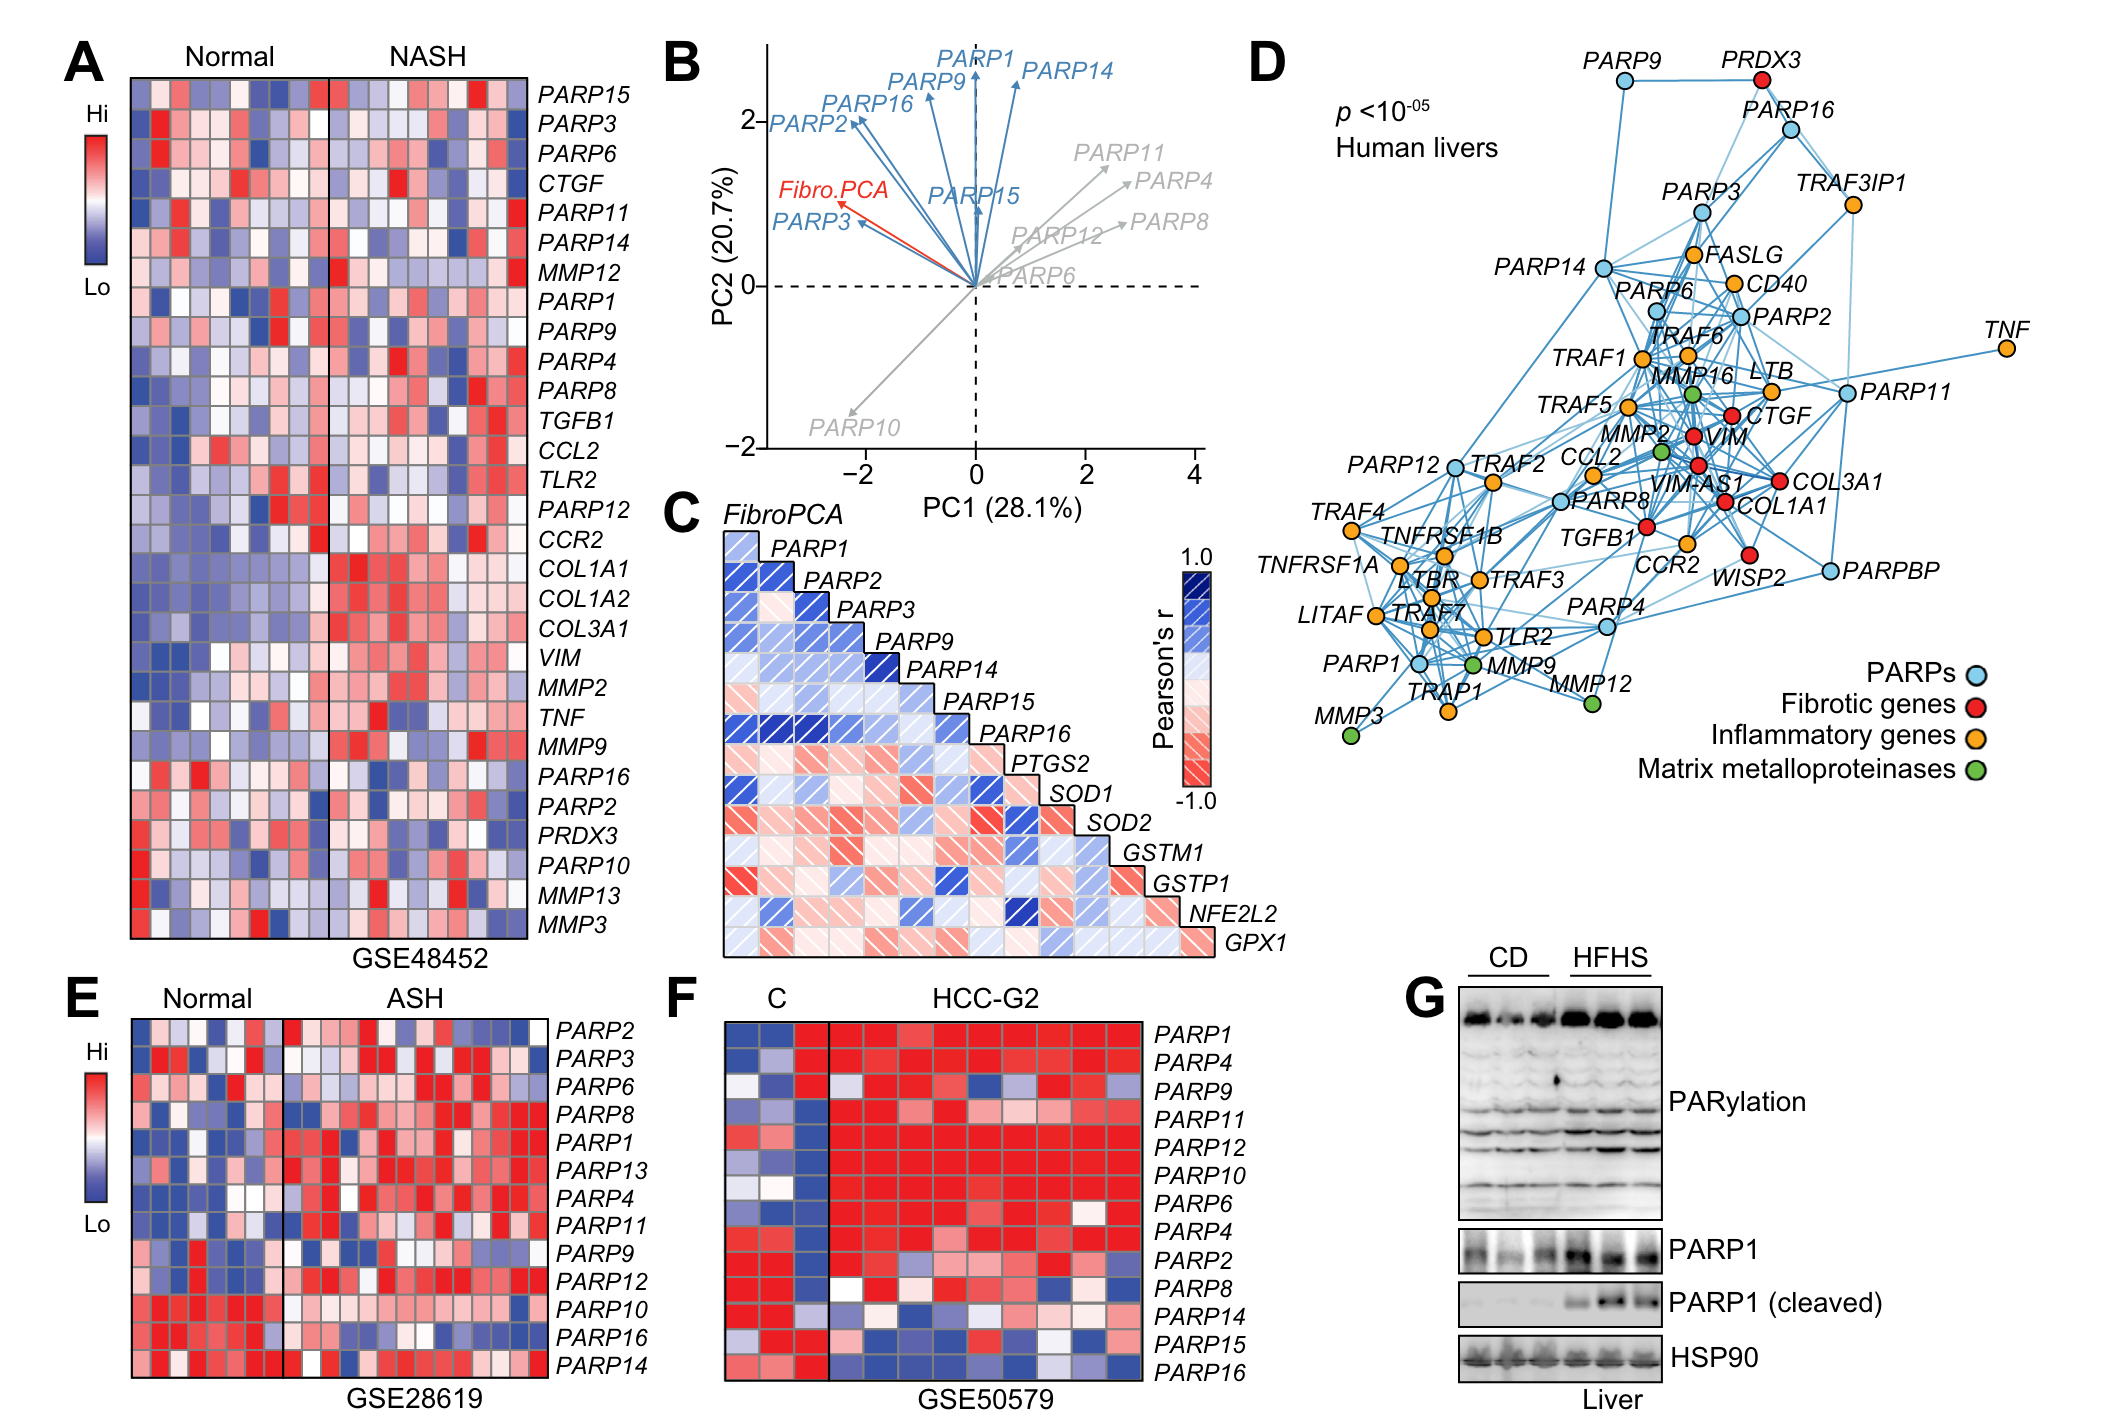 A
Normal NASH
Hi
Lo
PARP15
PARP3
PARP6
CTGF
PARP11
PARP14
MMP12
PARP1
PARP9
PARP4
PARP8
TGFB1
CCL2
TLR2
PARP12
CCR2
COL1A1
COL1A2
COL3A1
VIM
MMP2
TNF
MMP9
PARP16
PARP2
PRDX3
PARP10
MMP13
MMP3
GSE48452
B
PARP1
PARP14
PARP9
PARP16
PARP2
Fibro.PCA
PARP3
PARP15
PARP11
PARP4
PARP8
PARP12
PARP6
PARP10
PC2 (20.7%)
2
0
−2
−2 0 2 4
PC1 (28.1%)
C
FibroPCA
PARP1
PARP2
PARP3
PARP9
PARP14
PARP15
PARP16
PTGS2
SOD1
SOD2
GSTM1
GSTP1
NFE2L2
GPX1
1.0
Pearson's r
-1.0
D
p <10-05
Human livers
PARP9 PRDX3
PARP16
PARP3 TRAF3IP1
FASLG
PARP14
CD40
PARP6
PARP2
TRAF6
TNF
TRAF1
MMP16 LTB
PARP11
TRAF5
CTGF
MMP2 VIM
PARP12 TRAF2 CCL2
VIM-AS1 COL3A1
PARP8 COL1A1
TRAF4
TNFRSF1B TGFB1
TNFRSF1A CCR2 WISP2 PARPBP
LTBR TRAF3
LITAF TRAF7 PARP4
TLR2
PARP1 MMP9
TRAP1 MMP12
MMP3
PARPs
Fibrotic genes
Inflammatory genes
Matrix metalloproteinases
E
Normal ASH
Hi
Lo
PARP2
PARP3
PARP6
PARP8
PARP1
PARP13
PARP4
PARP11
PARP9
PARP12
PARP10
PARP16
PARP14
GSE28619
F
C HCC-G2
PARP1
PARP4
PARP9
PARP11
PARP12
PARP10
PARP6
PARP4
PARP2
PARP8
PARP14
PARP15
PARP16
GSE50579
G
CD HFHS
PARylation
PARP1
PARP1 (cleaved)
HSP90
Liver